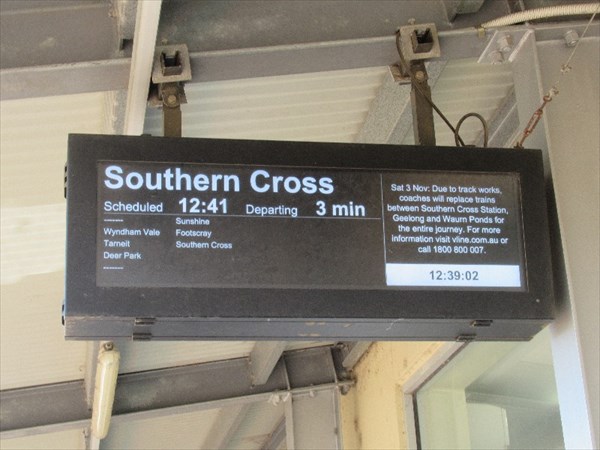 Southern Cross
Scheduled 12:41 Departing 3 min
--------
Wyndham Vale
Tarneit
Deer Park
--------
Sunshine
Footscray
Southern Cross
Sat 3 Nov: Due to track works,
coaches will replace trains
between Southern Cross Station,
Geelong and Waurn Ponds for
the entire journey. For more
information visit vline.com.au or
call 1800 800 007.
12:39:02